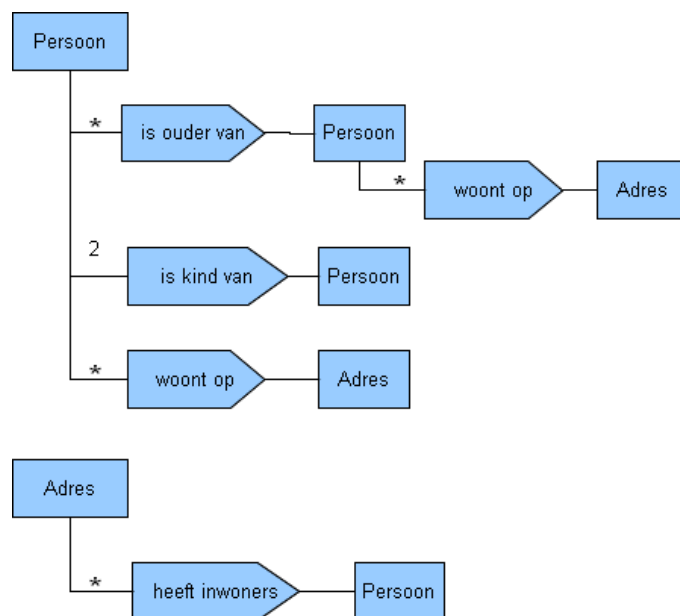 Persoon
* is ouder van Persoon
* woont op Adres
2
is kind van Persoon
* woont op Adres
Adres
* heeft inwoners Persoon